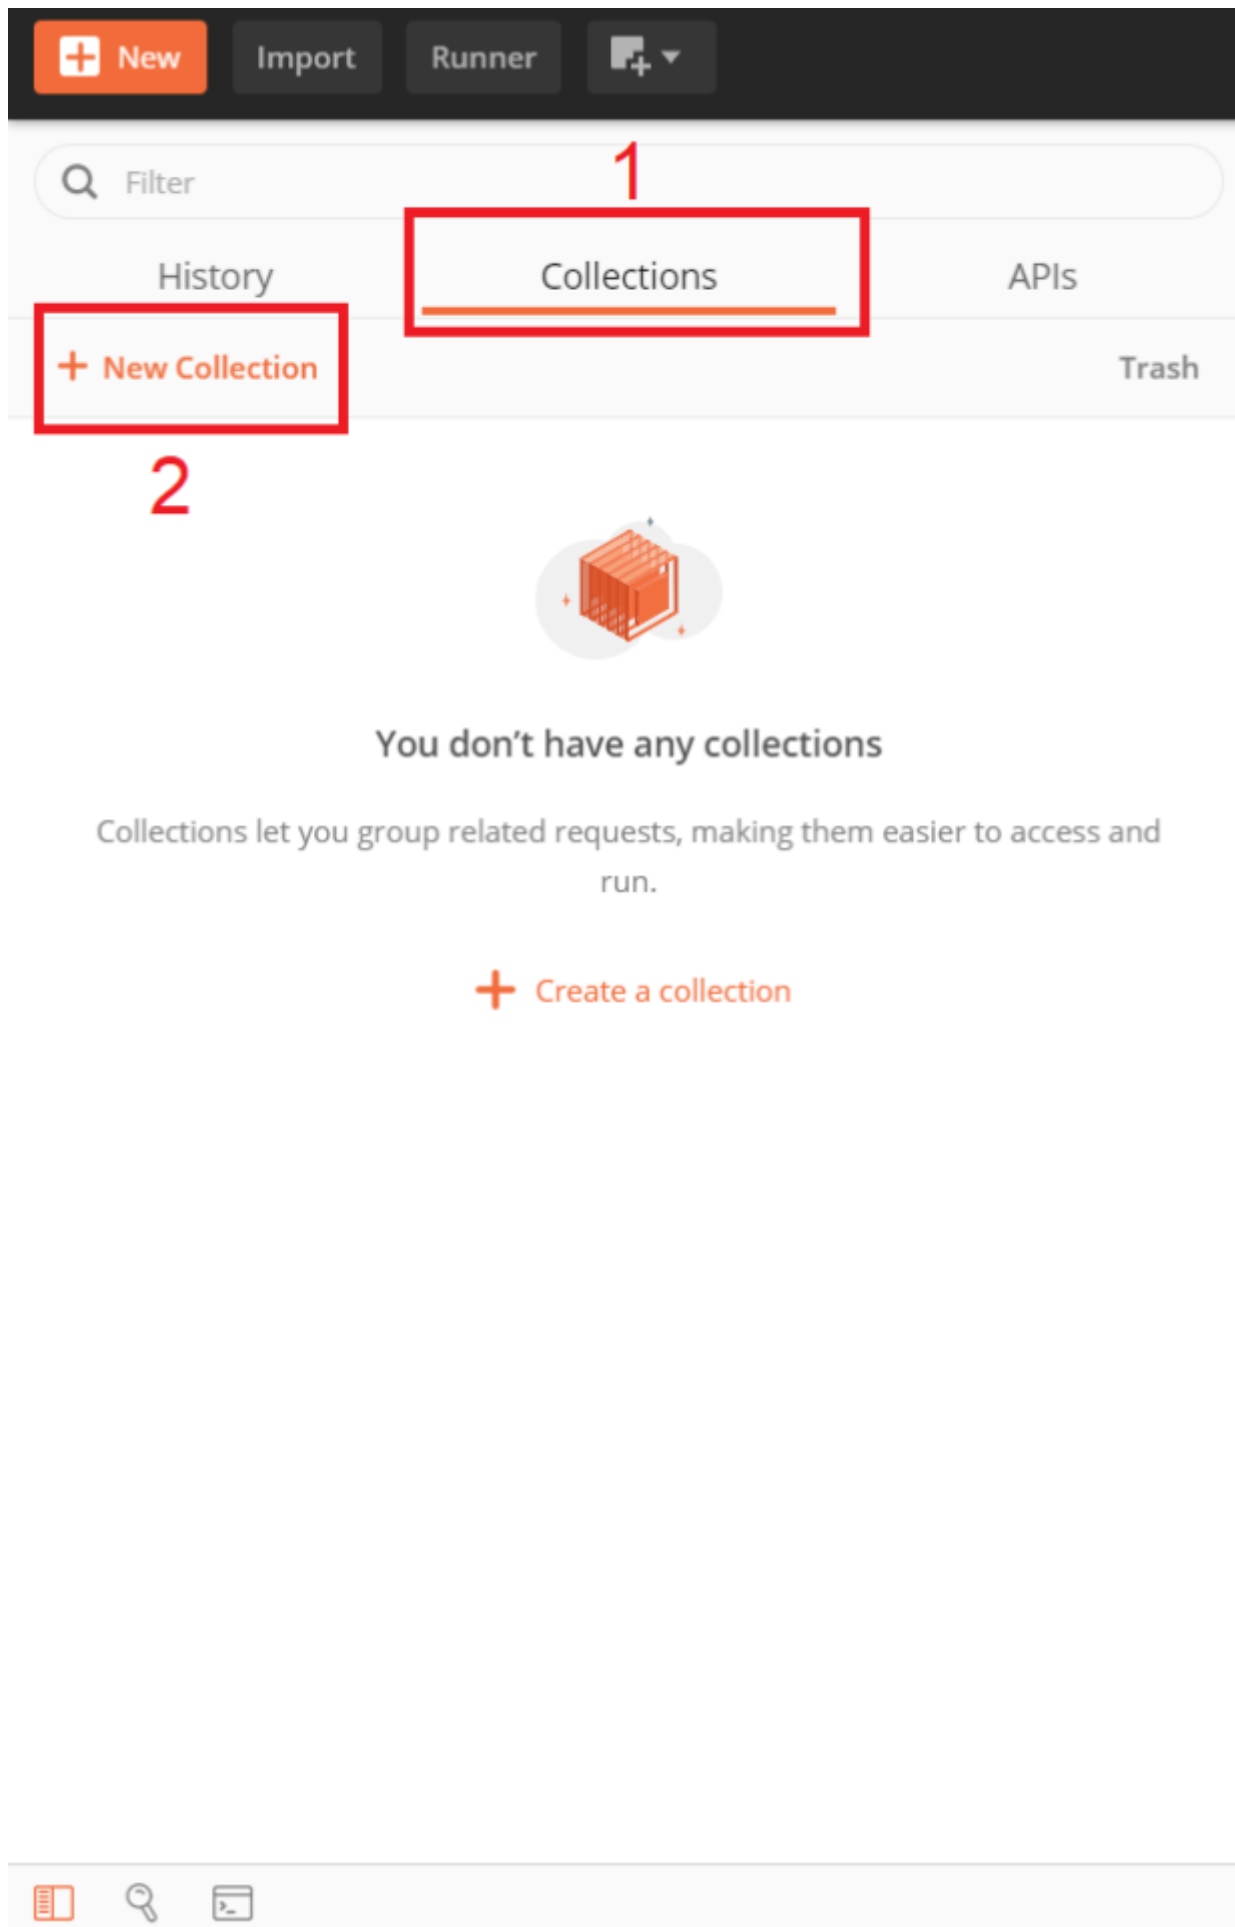 New Import Runner
Filter
1
History Collections APIs
New Collection Trash
2
You don't have any collections
Collections let you group related requests, making them easier to access and
run.
Create a collection